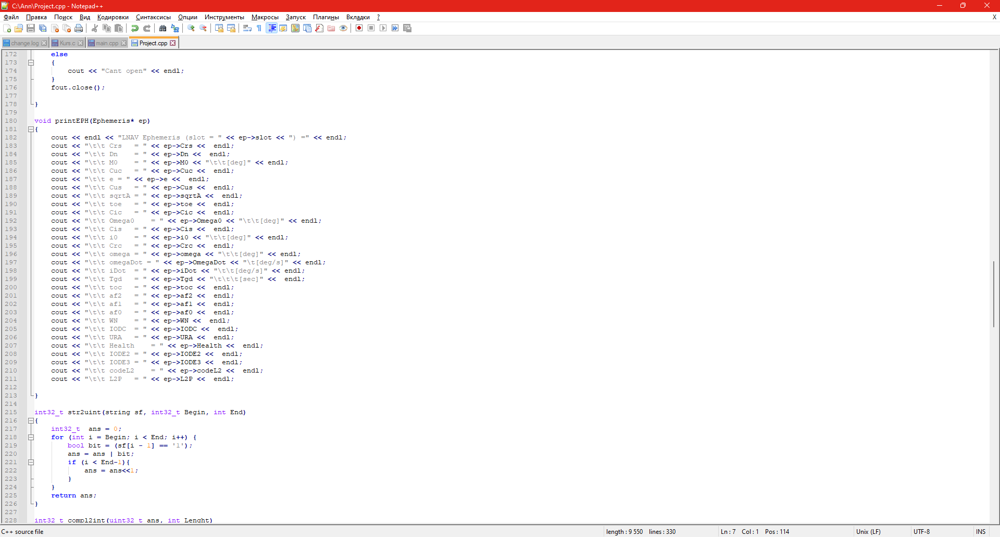 C:\Ann\Project.cpp - Notepad++
Файл Правка Поиск Вид Кодировки Синтаксисы Опции Инструменты Макросы Запуск Плагины Вкладки ? X
change.log Kurs.c main.cpp Project.cpp
172     else
173     {
174         cout << "Cant open" << endl;
175     }
176     fout.close();
177
178 }
179
180 void printEPH(Ephemeris* ep)
181 {
182     cout << endl << "LNAV Ephemeris (slot = " << ep->slot << ") =" << endl;
183     cout << "\t\t Crs   = " << ep->Crs <<  endl;
184     cout << "\t\t Dn    = " << ep->Dn <<  endl;
185     cout << "\t\t M0    = " << ep->M0 << "\t\t[deg]" << endl;
186     cout << "\t\t Cuc   = " << ep->Cuc <<  endl;
187     cout << "\t\t e = " << ep->e <<  endl;
188     cout << "\t\t Cus   = " << ep->Cus <<  endl;
189     cout << "\t\t sqrtA = " << ep->sqrtA <<  endl;
190     cout << "\t\t toe   = " << ep->toe <<  endl;
191     cout << "\t\t Cic   = " << ep->Cic <<  endl;
192     cout << "\t\t Omega0    = " << ep->Omega0 << "\t\t[deg]" << endl;
193     cout << "\t\t Cis   = " << ep->Cis <<  endl;
194     cout << "\t\t i0    = " << ep->i0 << "\t\t[deg]" << endl;
195     cout << "\t\t Crc   = " << ep->Crc <<  endl;
196     cout << "\t\t omega = " << ep->omega << "\t\t[deg]" << endl;
197     cout << "\t\t omegaDot = " << ep->OmegaDot << "\t[deg/s]" << endl;
198     cout << "\t\t iDot  = " << ep->iDot << "\t\t[deg/s]" << endl;
199     cout << "\t\t Tgd   = " << ep->Tgd << "\t\t\t[sec]" <<  endl;
200     cout << "\t\t toc   = " << ep->toc <<  endl;
201     cout << "\t\t af2   = " << ep->af2 <<  endl;
202     cout << "\t\t af1   = " << ep->af1 <<  endl;
203     cout << "\t\t af0   = " << ep->af0 <<  endl;
204     cout << "\t\t WN    = " << ep->WN <<  endl;
205     cout << "\t\t IODC  = " << ep->IODC <<  endl;
206     cout << "\t\t URA   = " << ep->URA <<  endl;
207     cout << "\t\t Health    = " << ep->Health <<  endl;
208     cout << "\t\t IODE2 = " << ep->IODE2 <<  endl;
209     cout << "\t\t IODE3 = " << ep->IODE3 <<  endl;
210     cout << "\t\t codeL2    = " << ep->codeL2 <<  endl;
211     cout << "\t\t L2P   = " << ep->L2P <<  endl;
212
213 }
214
215 int32_t str2uint(string sf, int32_t Begin, int End)
216 {
217     int32_t  ans = 0;
218     for (int i = Begin; i < End; i++) {
219         bool bit = (sf[i - 1] == '1');
220         ans = ans | bit;
221         if (i < End-1){
222             ans = ans<<1;
223         }
224     }
225     return ans;
226 }
227
228 int32_t compl2int(uint32_t ans, int Lenght)
C++ source file length : 9 550 lines : 330 Ln : 7 Col : 1 Pos : 114 Unix (LF) UTF-8 INS